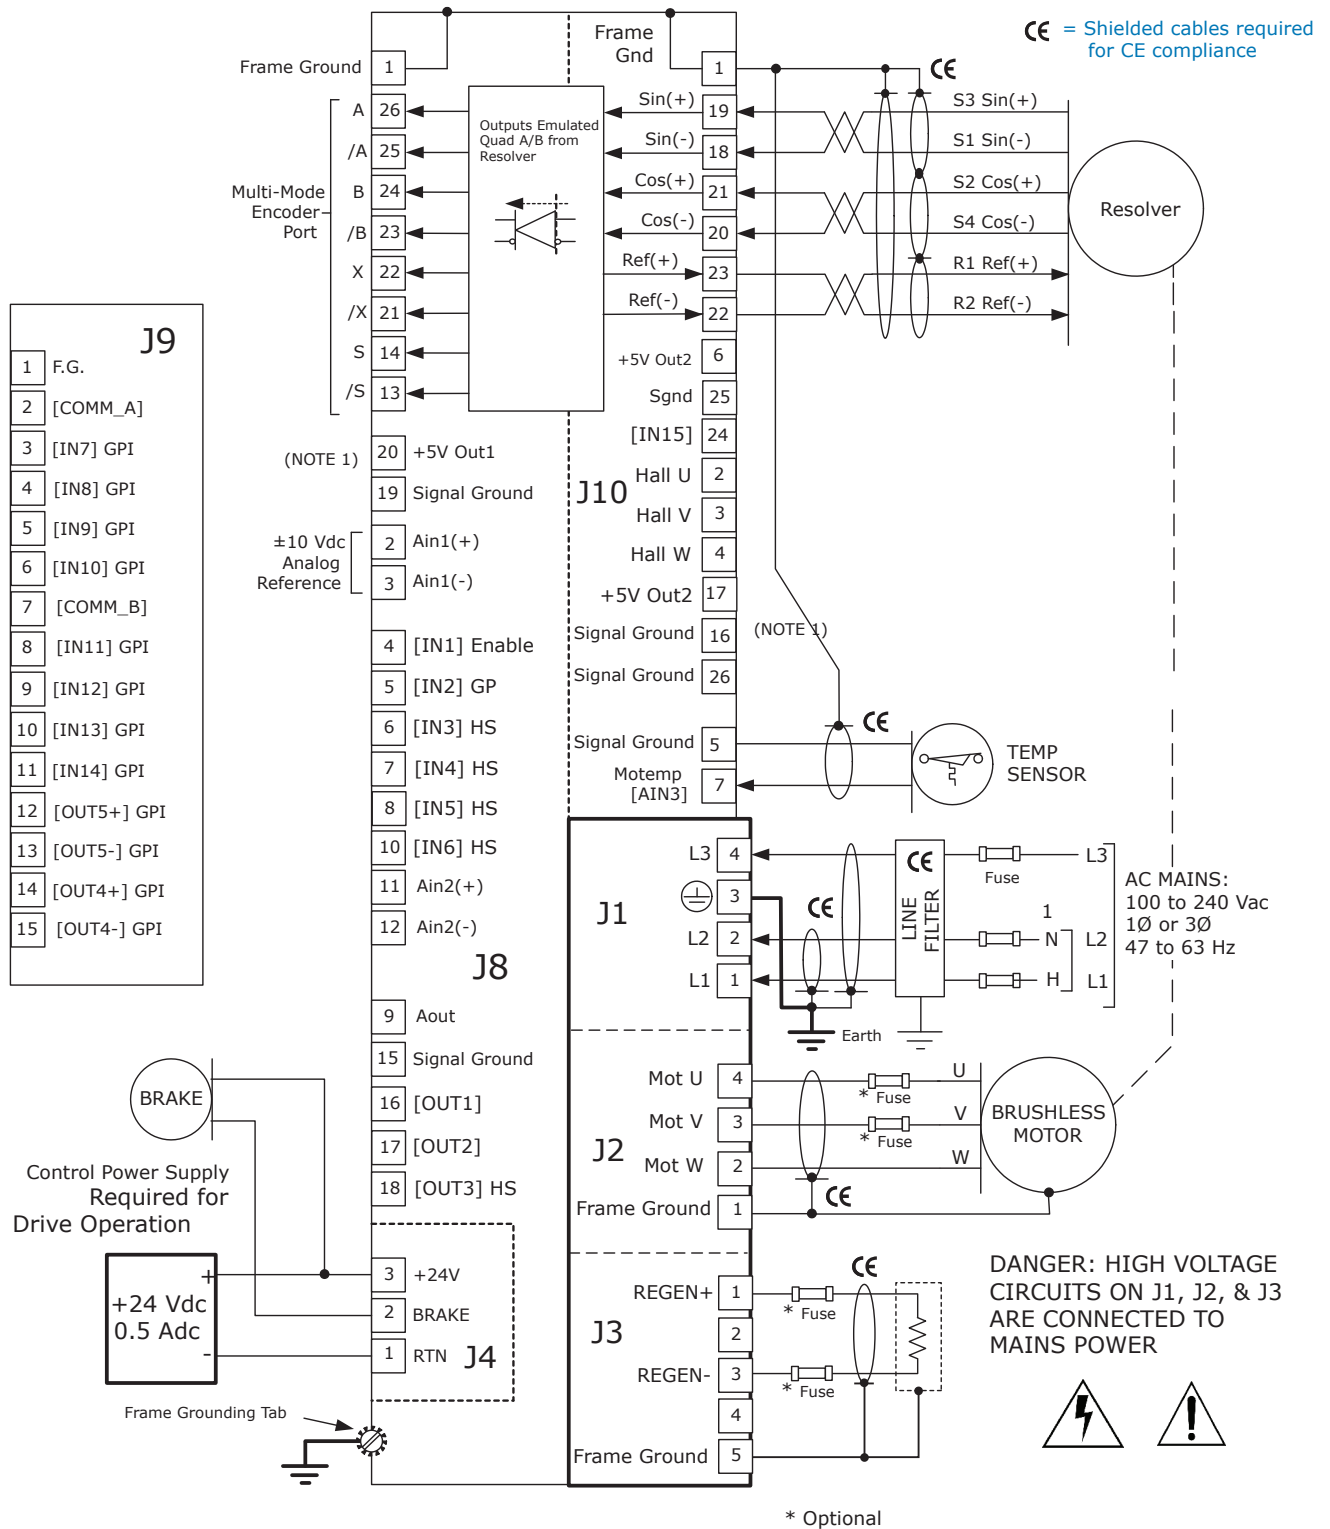 CE = Shielded cables required
for CE compliance
Frame
Gnd
1
CE
Frame Ground 1
A 26
/A 25
B 24
/B 23
X 22
/X 21
S 14
/S 13
Multi-Mode
Encoder
Port
Outputs Emulated
Quad A/B from
Resolver
Sin(+) 19 S3 Sin(+)
Sin(-) 18 S1 Sin(-)
Cos(+) 21 S2 Cos(+)
Cos(-) 20 S4 Cos(-)
Ref(+) 23 R1 Ref(+)
Ref(-) 22 R2 Ref(-)
Resolver
+5V Out2 6
Sgnd 25
[IN15] 24
J10
Hall U 2
Hall V 3
Hall W 4
+5V Out2 17
Signal Ground 16
(NOTE 1)
Signal Ground 26
Signal Ground 5
Motemp
[AIN3]
7
CE
TEMP
SENSOR
J9
1 F.G.
2 [COMM_A]
3 [IN7] GPI
4 [IN8] GPI
5 [IN9] GPI
6 [IN10] GPI
7 [COMM_B]
8 [IN11] GPI
9 [IN12] GPI
10 [IN13] GPI
11 [IN14] GPI
12 [OUT5+] GPI
13 [OUT5-] GPI
14 [OUT4+] GPI
15 [OUT4-] GPI
(NOTE 1) 20 +5V Out1
19 Signal Ground
±10 Vdc
Analog
Reference
2 Ain1(+)
3 Ain1(-)
4 [IN1] Enable
5 [IN2] GP
6 [IN3] HS
7 [IN4] HS
8 [IN5] HS
10 [IN6] HS
11 Ain2(+)
12 Ain2(-)
J8
9 Aout
15 Signal Ground
16 [OUT1]
17 [OUT2]
18 [OUT3] HS
J1
L3 4
3
L2 2
L1 1
CE
CE
LINE
FILTER
Fuse
L3
1
N L2
H L1
Earth
AC MAINS:
100 to 240 Vac
1Ø or 3Ø
47 to 63 Hz
J2
Mot U 4
Mot V 3
Mot W 2
Frame Ground 1
* Fuse
* Fuse
U
V
W
CE
BRUSHLESS
MOTOR
BRAKE
Control Power Supply
Required for
Drive Operation
+
+24 Vdc
0.5 Adc
-
3 +24V
2 BRAKE
1 RTN
J4
Frame Grounding Tab
J3
REGEN+ 1
2
REGEN- 3
4
Frame Ground 5
* Fuse
* Fuse
CE
DANGER: HIGH VOLTAGE
CIRCUITS ON J1, J2, & J3
ARE CONNECTED TO
MAINS POWER
!
* Optional